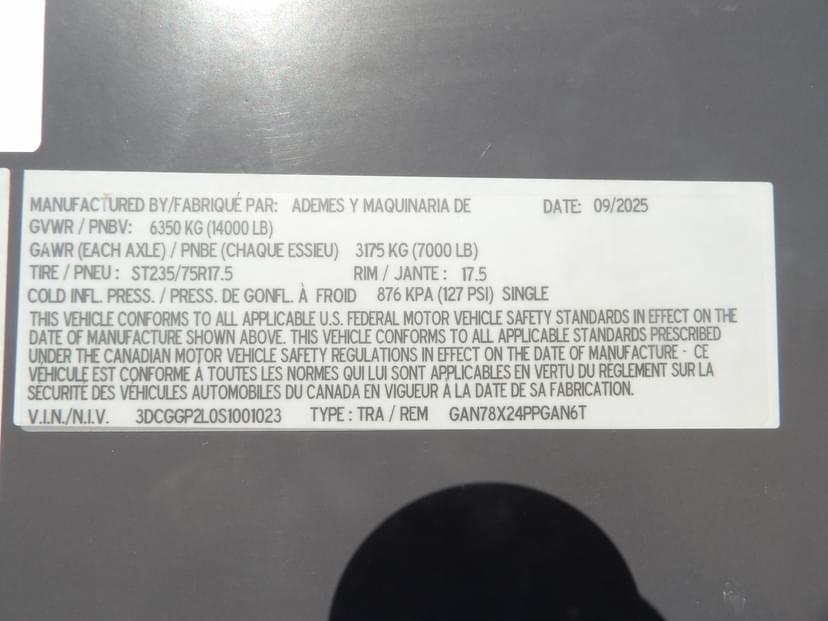 MANUFACTURED BY/FABRIQUÉ PAR: ADEMES Y MAQUINARIA DE DATE: 09/2025
GVWR / PNBV: 6350 KG (14000 LB)
GAWR (EACH AXLE) / PNBE (CHAQUE ESSIEU) 3175 KG (7000 LB)
TIRE / PNEU : ST235/75R17.5 RIM / JANTE : 17.5
COLD INFL. PRESS. / PRESS. DE GONFL. À FROID 876 KPA (127 PSI) SINGLE
THIS VEHICLE CONFORMS TO ALL APPLICABLE U.S. FEDERAL MOTOR VEHICLE SAFETY STANDARDS IN EFFECT ON THE
DATE OF MANUFACTURE SHOWN ABOVE. THIS VEHICLE CONFORMS TO ALL APPLICABLE STANDARDS PRESCRIBED
UNDER THE CANADIAN MOTOR VEHICLE SAFETY REGULATIONS IN EFFECT ON THE DATE OF MANUFACTURE - CE
VÉHICULE EST CONFORME À TOUTES LES NORMES QUI LUI SONT APPLICABLES EN VERTU DU RÈGLEMENT SUR LA
SÉCURITÉ DES VÉHICULES AUTOMOBILES DU CANADA EN VIGUEUR À LA DATE DE SA FABRICATION.
V.I.N./N.I.V. 3DCGGP2L0S1001023 TYPE : TRA / REM GAN78X24PPGAN6T